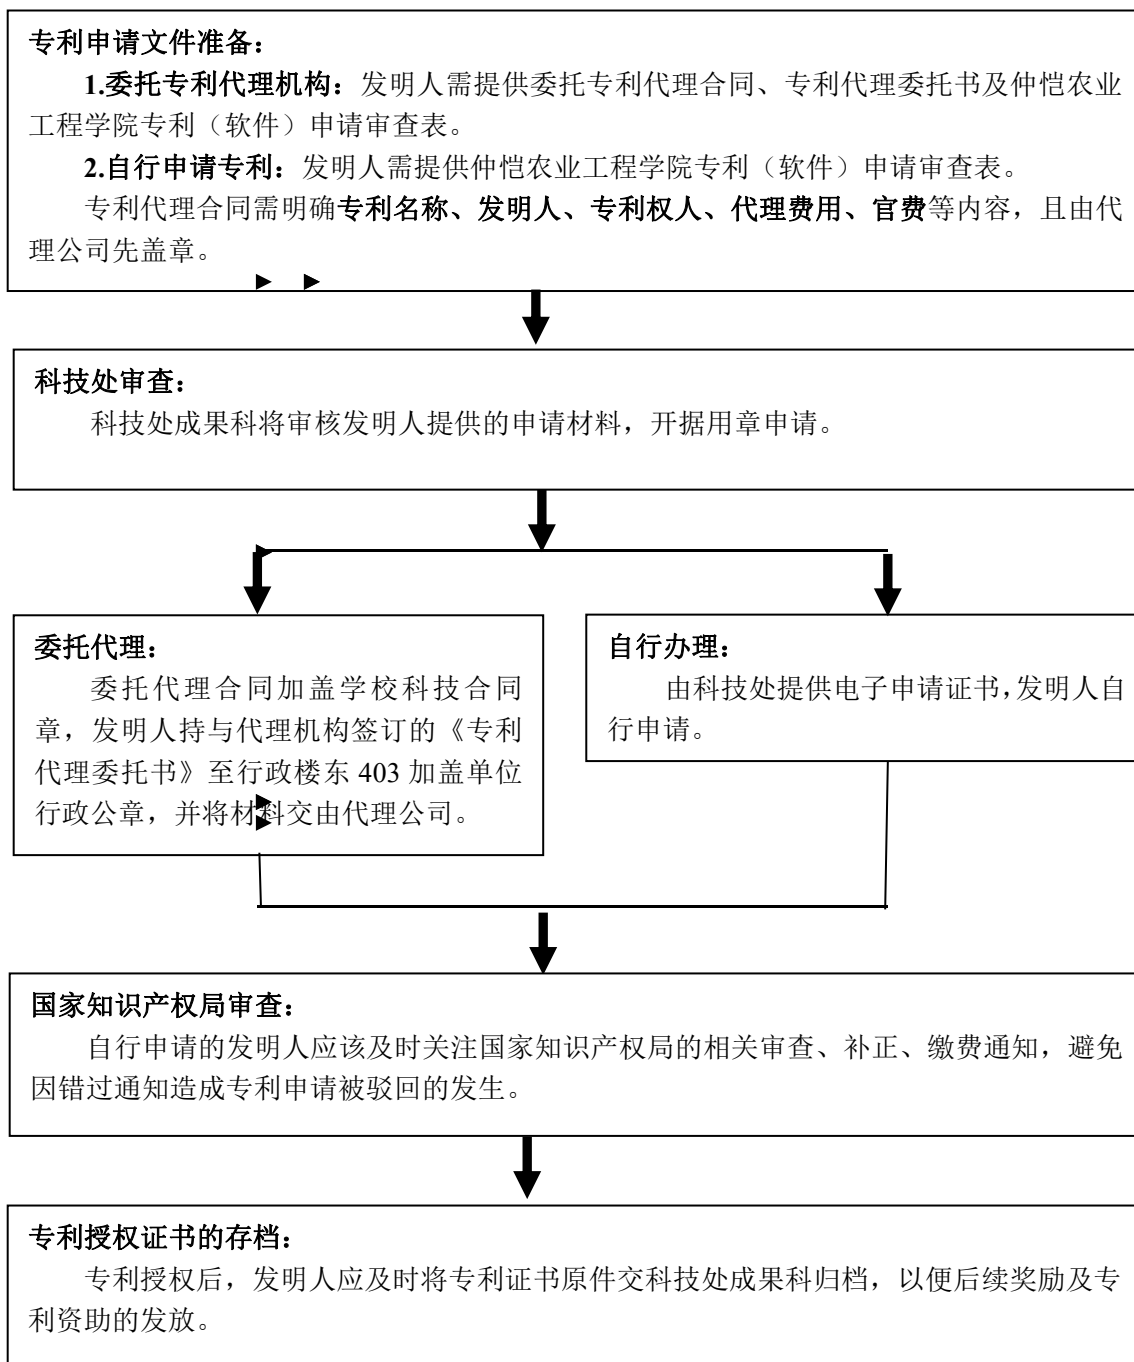 专利申请文件准备：
1.委托专利代理机构：发明人需提供委托专利代理合同、专利代理委托书及仲恺农业
工程学院专利（软件）申请审查表。
2.自行申请专利：发明人需提供仲恺农业工程学院专利（软件）申请审查表。
专利代理合同需明确专利名称、发明人、专利权人、代理费用、官费等内容，且由代
理公司先盖章。
科技处审查：
科技处成果科将审核发明人提供的申请材料，开据用章申请。
委托代理：
委托代理合同加盖学校科技合同
章，发明人持与代理机构签订的《专利
代理委托书》至行政楼东 403 加盖单位
行政公章，并将材料交由代理公司。
自行办理：
由科技处提供电子申请证书，发明人自
行申请。
国家知识产权局审查：
自行申请的发明人应该及时关注国家知识产权局的相关审查、补正、缴费通知，避免
因错过通知造成专利申请被驳回的发生。
专利授权证书的存档：
专利授权后，发明人应及时将专利证书原件交科技处成果科归档，以便后续奖励及专
利资助的发放。